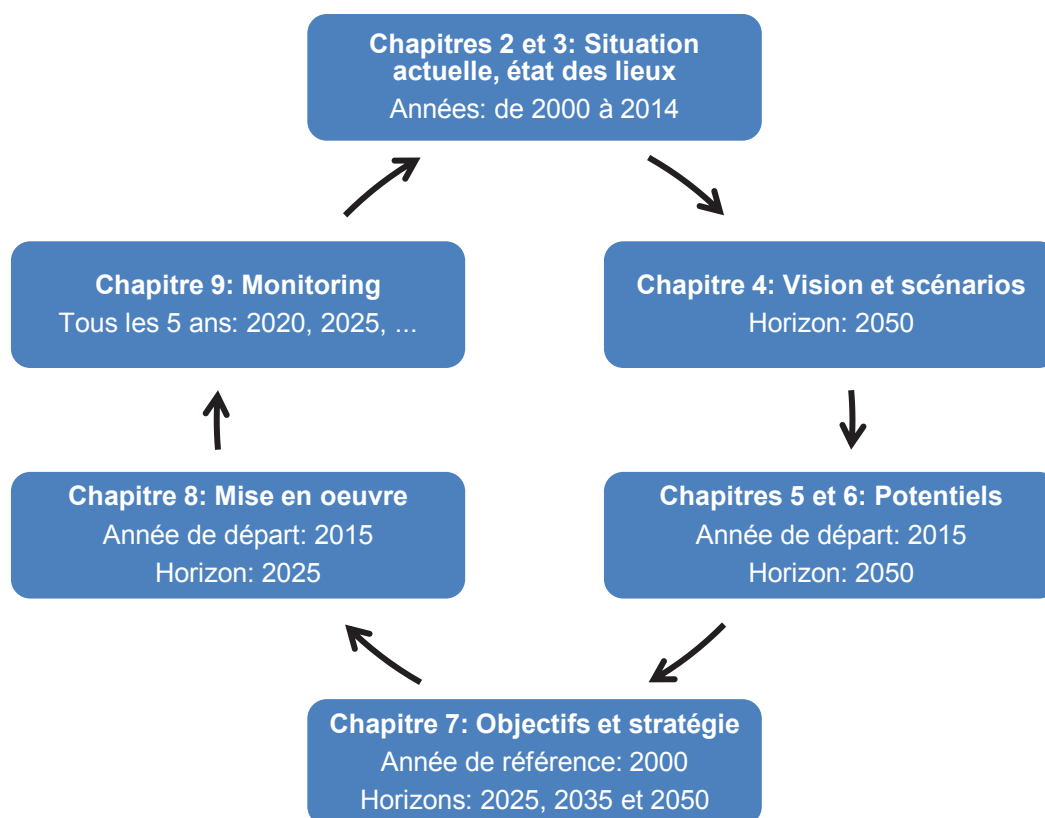 Chapitres 2 et 3: Situation
actuelle, état des lieux
Années: de 2000 à 2014
Chapitre 4: Vision et scénarios
Horizon: 2050
Chapitres 5 et 6: Potentiels
Année de départ: 2015
Horizon: 2050
Chapitre 7: Objectifs et stratégie
Année de référence: 2000
Horizons: 2025, 2035 et 2050
Chapitre 8: Mise en oeuvre
Année de départ: 2015
Horizon: 2025
Chapitre 9: Monitoring
Tous les 5 ans: 2020, 2025, ...